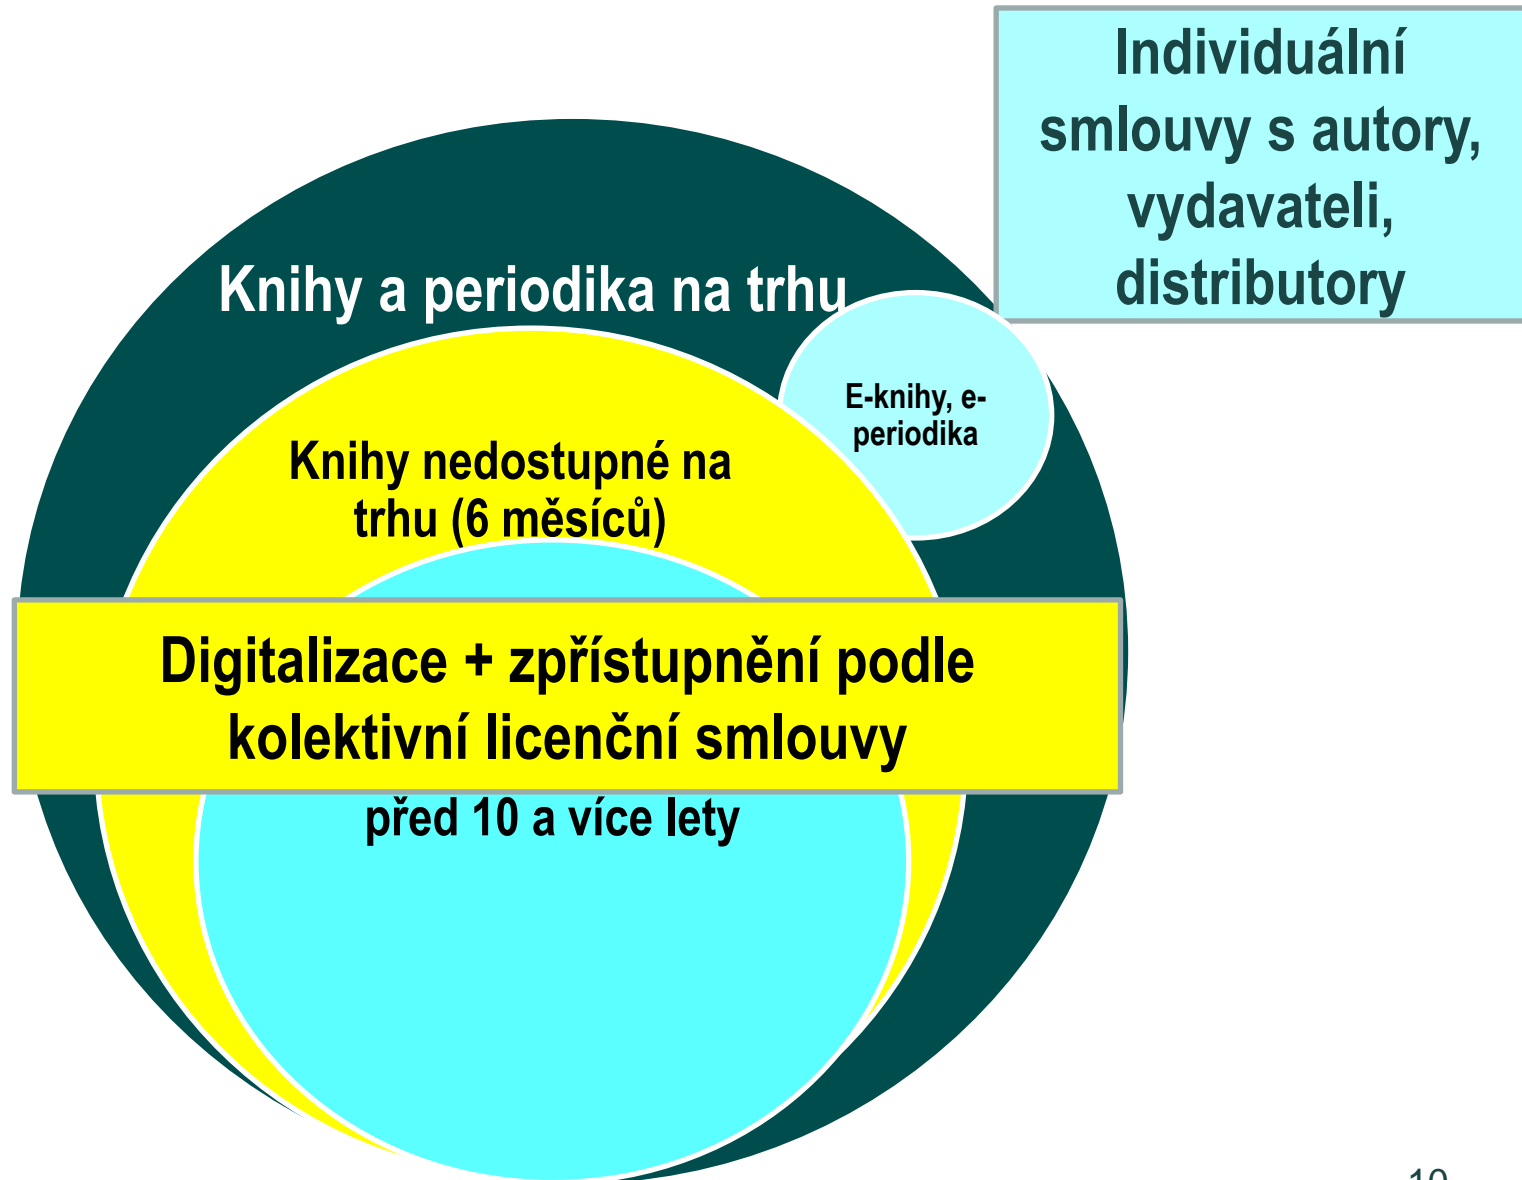 Individuální
smlouvy s autory,
vydavateli,
distributory
Knihy a periodika na trhu
E-knihy, e-
periodika
Knihy nedostupné na
trhu (6 měsíců)
Digitalizace + zpřístupnění podle
kolektivní licenční smlouvy
před 10 a více lety